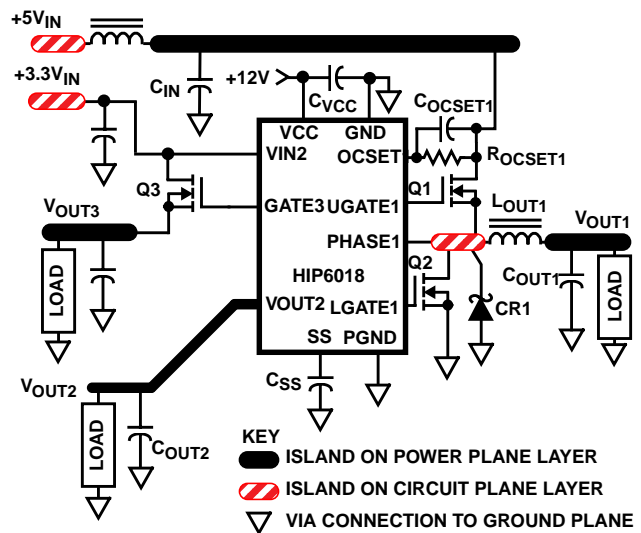 +5VIN
+3.3VIN
CIN
+12V
CVCC
COCSET1
VCC
GND
VIN2
OCSET
ROCSET1
Q3
Q1
LOUT1
VOUT3
GATE3
UGATE1
VOUT1
PHASE1
LOAD
HIP6018
Q2
COUT1
LOAD
VOUT2
LGATE1
CR1
SS
PGND
VOUT2
CSS
LOAD
COUT2
KEY
ISLAND ON POWER PLANE LAYER
ISLAND ON CIRCUIT PLANE LAYER
VIA CONNECTION TO GROUND PLANE